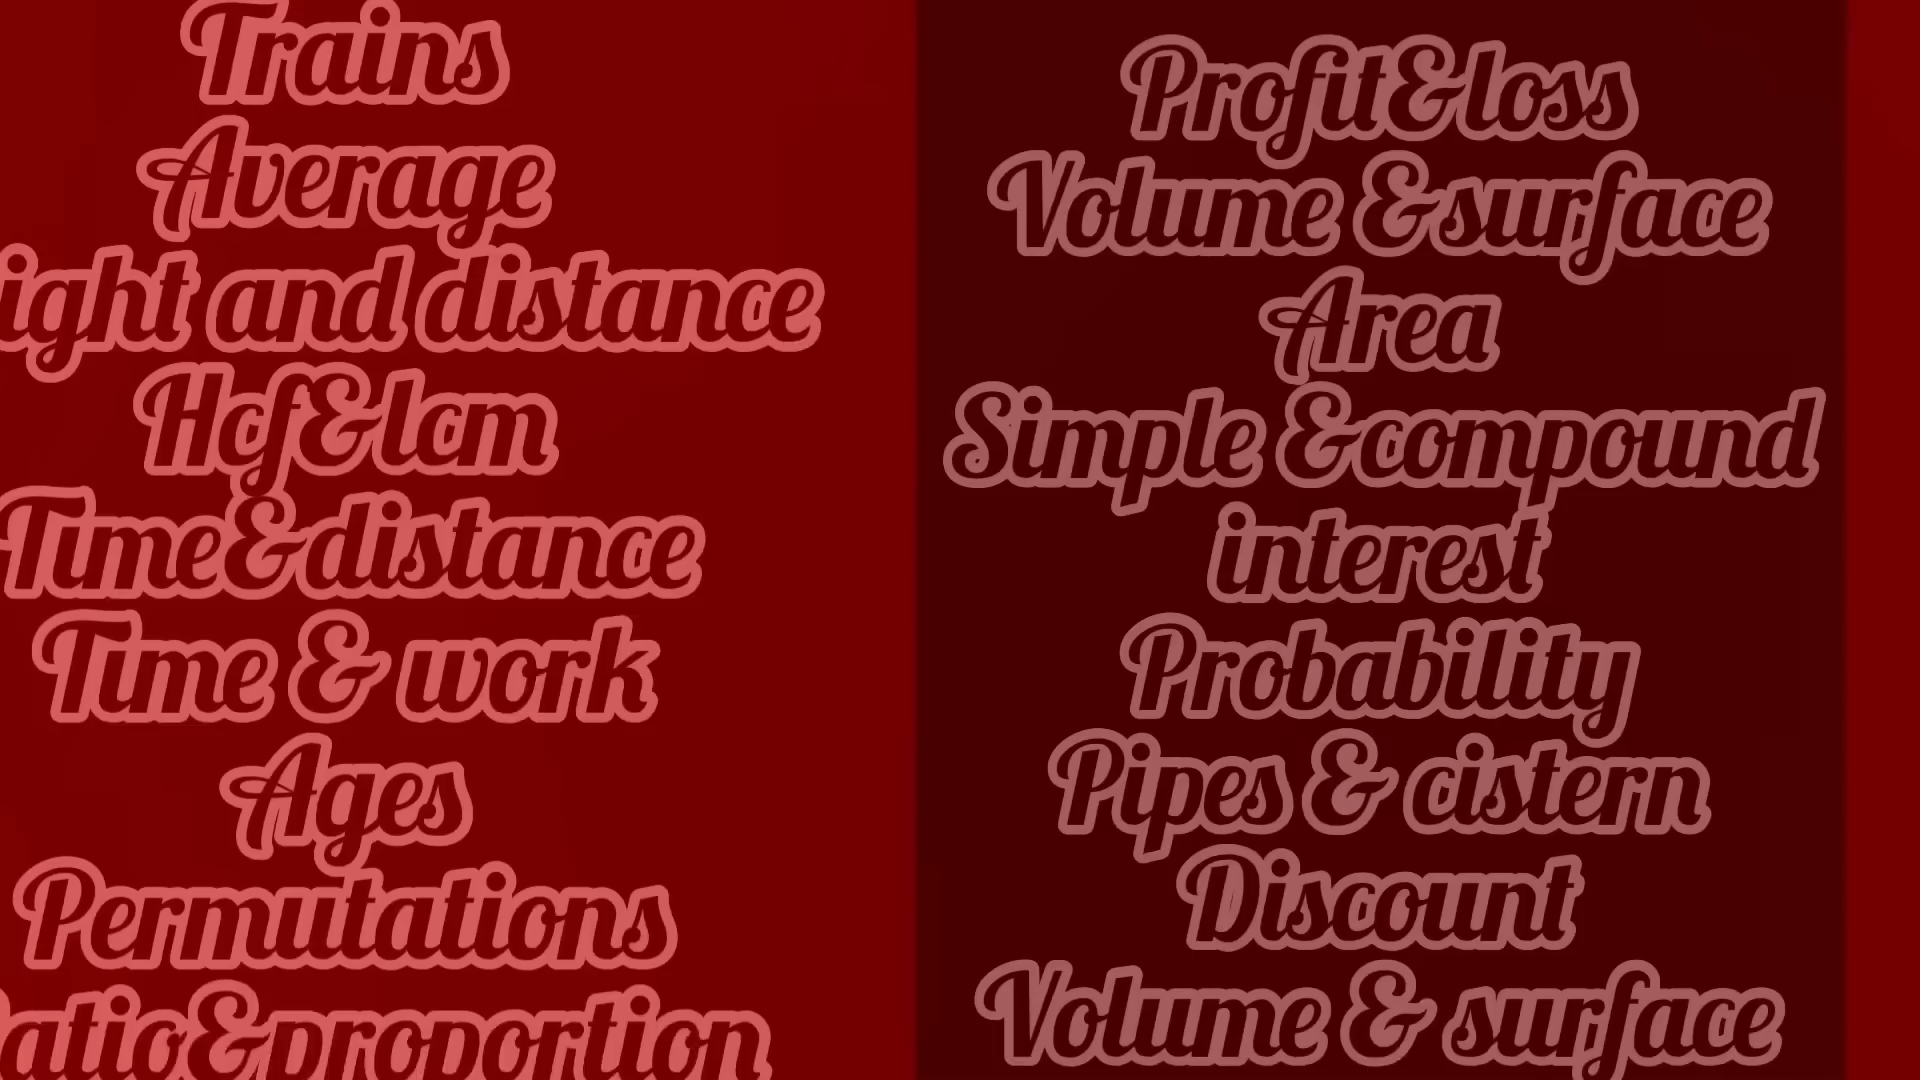 Trains
Average
and distance
Hcf&lcm
Time&distance
Time & work
Ages
Permutations
Profit&loss
Volume &surface
Area
Simple &compound
interest
Probability
Pipes & cistern
Discount
Volume & surface